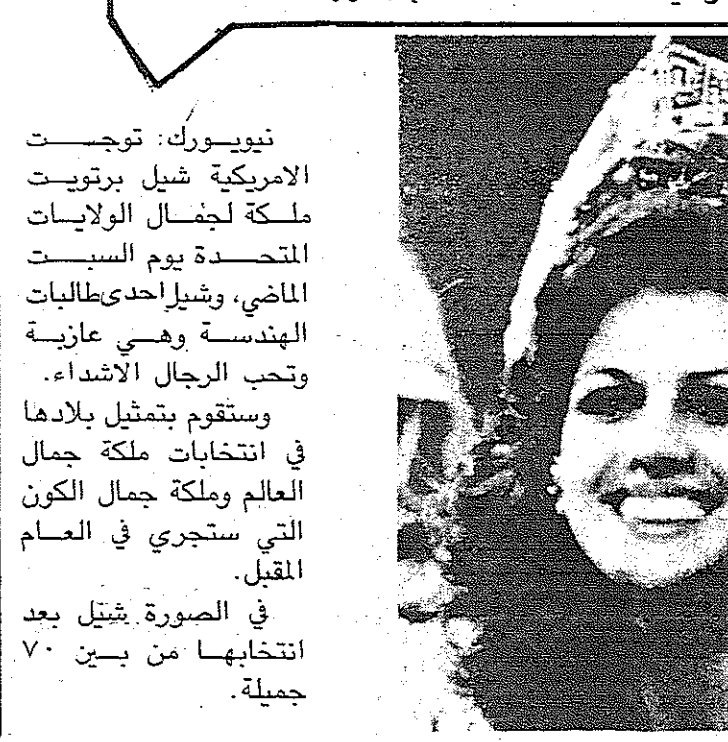 نيويورك: توجت
الامريكية شيل برتويت
ملكة لجمال الولايات
المتحدة يوم السبت
الماضي، وشيل احدى طالبات
الهندسة وهي عازبة
وتحب الرجال الاشداء.
وستقوم بتمثيل بلادها
في انتخابات ملكة جمال
العالم وملكة جمال الكون
التي ستجري في العام
المقبل.
في الصورة شيل بعد
انتخابها من بين ٧٠
جميلة.